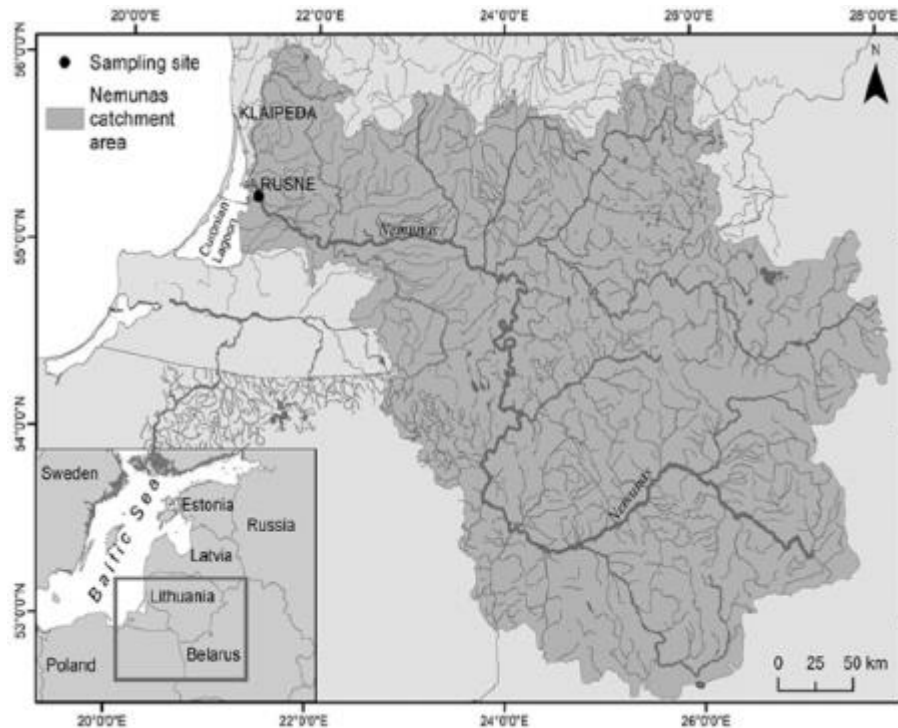 20°0'0"E
22°0'0"E
24°0'0"E
26°0'0"E
28°0'0"E
56°0'0"N
55°0'0"N
54°0'0"N
53°0'0"N
Sampling site
Nemunas
catchment
area
N
KLAIPEDA
RUSNE
Curonian
Lagoon
Nemunas
Nemunas
Sweden
Baltic Sea
Estonia
Russia
Latvia
Lithuania
Belarus
Poland
0 25 50 km
20°0'0"E
22°0'0"E
24°0'0"E
26°0'0"E